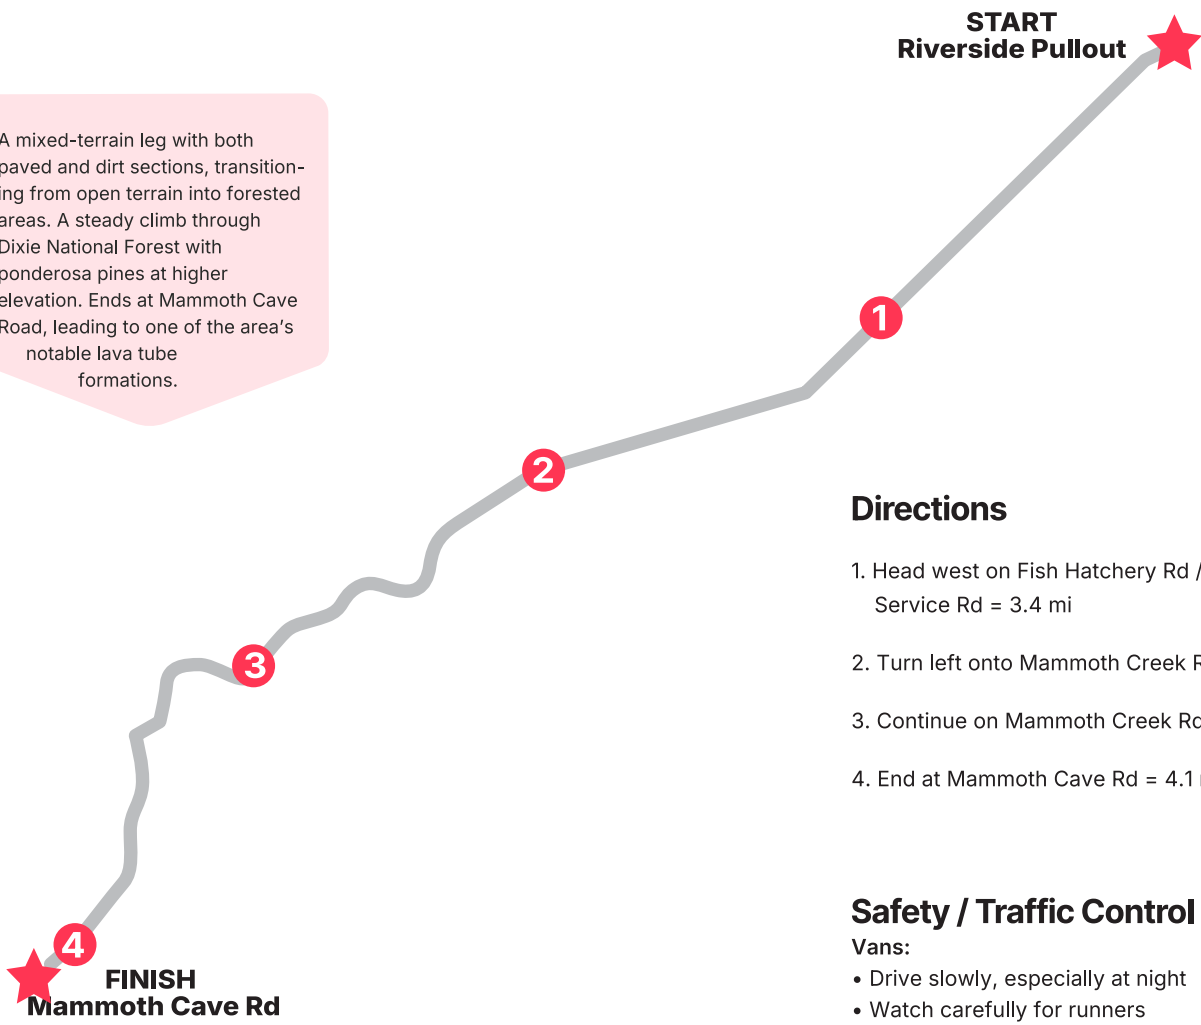 START
Riverside Pullout
A mixed-terrain leg with both
paved and dirt sections, transition-
ing from open terrain into forested
areas. A steady climb through
Dixie National Forest with
ponderosa pines at higher
elevation. Ends at Mammoth Cave
Road, leading to one of the area's
notable lava tube
formations.
1
2
3
4
FINISH
Mammoth Cave Rd
Directions
1. Head west on Fish Hatchery Rd /
Service Rd = 3.4 mi
2. Turn left onto Mammoth Creek
3. Continue on Mammoth Creek Rd
4. End at Mammoth Cave Rd = 4.1
Safety / Traffic Control
Vans:
• Drive slowly, especially at night
• Watch carefully for runners